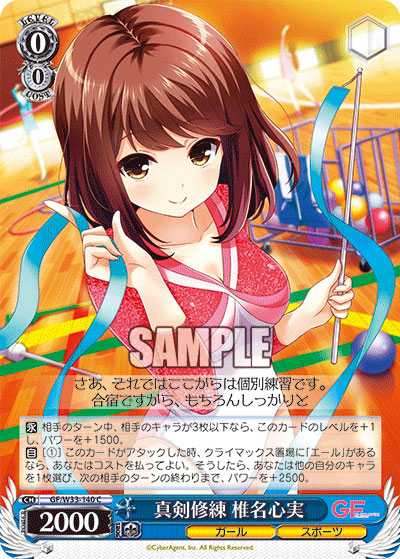 LEVEL
0
0
COST
SAMPLE
さあ、それではここからは個別練習です。
合宿ですから、もちろんしっかりと
永 相手のターン中、相手のキャラが3枚以下なら、このカードのレベルを+1
し、パワーを+1500。
自 [①] このカードがアタックした時、クライマックス置場に「エール」がある
なら、あなたはコストを払ってよい。そうしたら、あなたは他の自分のキャラ
を1枚選び、次の相手のターンの終わりまで、パワーを+2500。
CH GF/W33-140 C
2000
真剣修練 椎名心実
GF
ガール
スポーツ
©CyberAgent, Inc. All Rights Reserved.